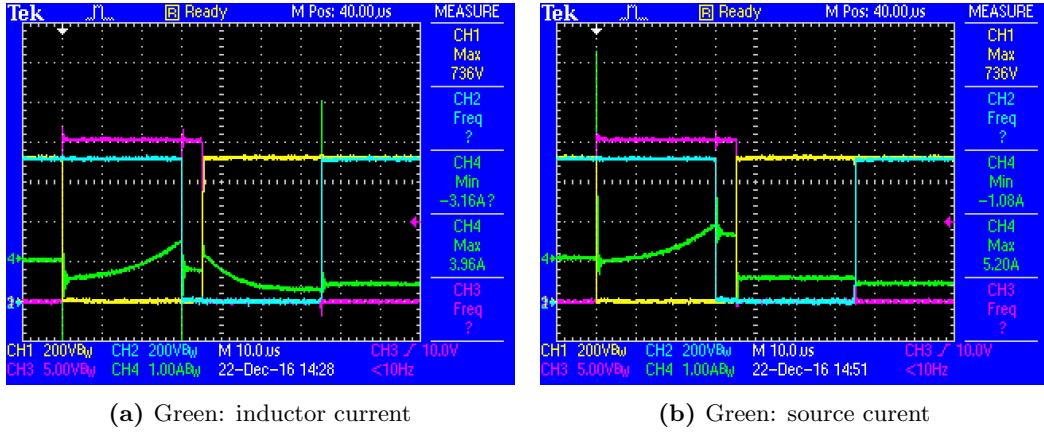 Tek R Ready M Pos: 40.00µs MEASURE
CH1
Max
736V
CH2
Freq
?
CH4
Min
-3.16A?
CH4
Max
3.96A
CH3
Freq
?
4
2
CH1 200VBW CH2 200VBW M 10.0µs CH3 10.0V
CH3 5.00VBW CH4 1.00ABW 22-Dec-16 14:28 <10Hz
(a) Green: inductor current
Tek R Ready M Pos: 40.00µs MEASURE
CH1
Max
736V
CH2
Freq
?
CH4
Min
-1.08A
CH4
Max
5.20A
CH3
Freq
?
4
2
CH1 200VBW CH2 200VBW M 10.0µs CH3 10.0V
CH3 5.00VBW CH4 1.00ABW 22-Dec-16 14:51 <10Hz
(b) Green: source curent